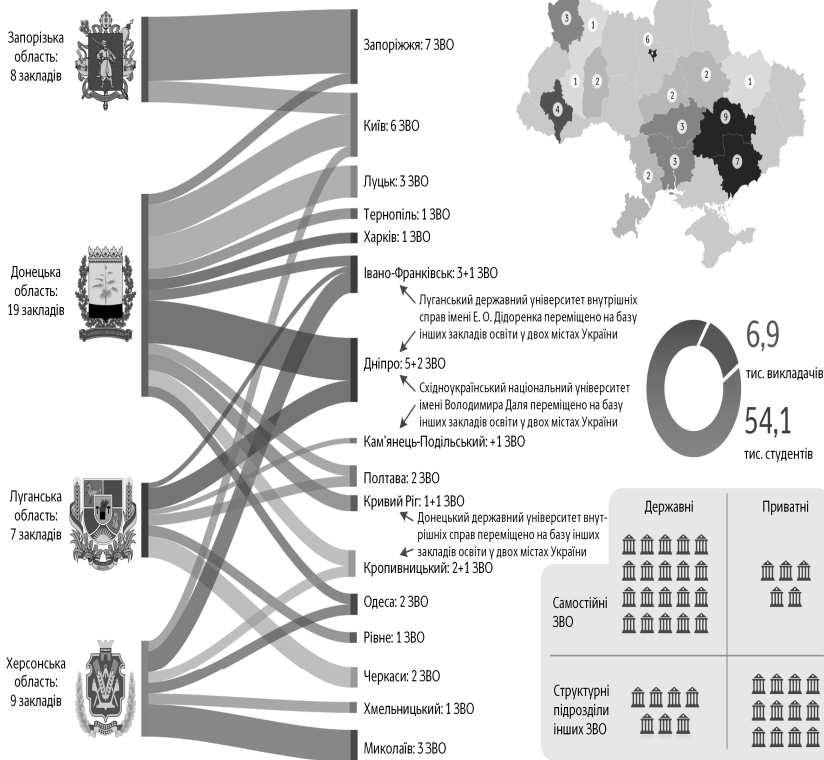 Запорізька
область:
8 закладів
Донецька
область:
19 закладів
Луганська
область:
7 закладів
Херсонська
область:
9 закладів
Запоріжжя: 7 ЗВО
Київ: 6 ЗВО
Луцьк: 3 ЗВО
Тернопіль: 1 ЗВО
Харків: 1 ЗВО
Івано-Франківськ: 3+1 ЗВО
Луганський державний університет внутрішніх
справ імені Е. О. Дідоренка переміщено на базу
інших закладів освіти у двох містах України
Дніпро: 5+2 ЗВО
Східноукраїнський національний університет
імені Володимира Даля переміщено на базу
інших закладів освіти у двох містах України
Кам'янець-Подільський: +1 ЗВО
Полтава: 2 ЗВО
Кривий Ріг: 1+1 ЗВО
Донецький державний університет внут-
рішніх справ переміщено на базу інших
закладів освіти у двох містах України
Кропивницький: 2+1 ЗВО
Одеса: 2 ЗВО
Рівне: 1 ЗВО
Черкаси: 2 ЗВО
Хмельницький: 1 ЗВО
Миколаїв: 3 ЗВО
3
1
6
1
2
2
1
4
2
9
3
7
3
2
6,9
тис. викладачів
54,1
тис. студентів
Державні
Приватні
Самостійні
ЗВО
Структурні
підрозділи
інших ЗВО